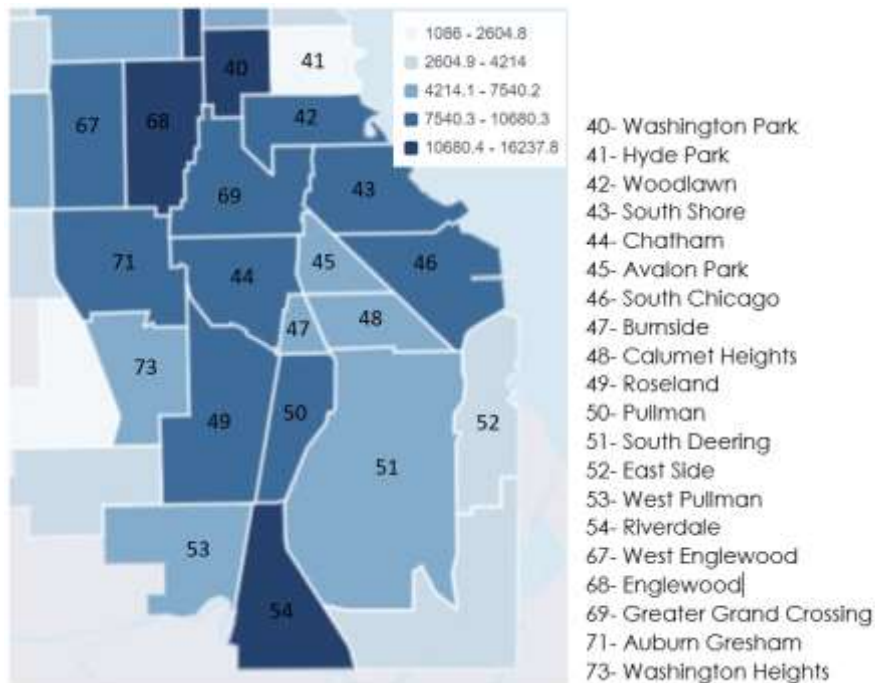 1086 - 2604.8
2604.9 - 4214
4214.1 - 7540.2
7540.3 - 10680.3
10680.4 - 16237.8
40
41
67
68
42
69
43
71
44
45
46
47
48
73
49
50
52
51
53
54
40- Washington Park
41- Hyde Park
42- Woodlawn
43- South Shore
44- Chatham
45- Avalon Park
46- South Chicago
47- Burnside
48- Calumet Heights
49- Roseland
50- Pullman
51- South Deering
52- East Side
53- West Pullman
54- Riverdale
67- West Englewood
68- Englewood
69- Greater Grand Crossing
71- Auburn Gresham
73- Washington Heights